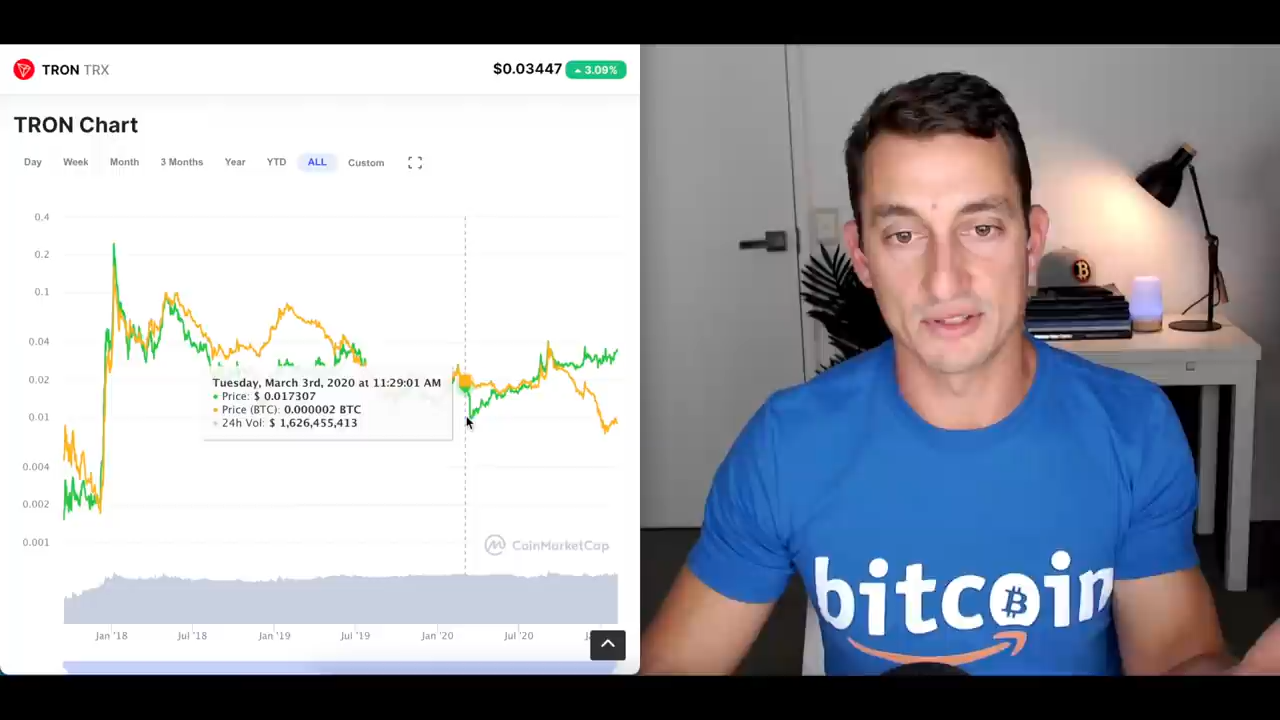 TRON TRX
$0.03447
3.09%
TRON Chart
Day Week Month 3 Months Year YTD ALL Custom
0.4
0.2
0.1
0.04
0.02
0.01
0.004
0.002
0.001
Tuesday, March 3rd, 2020 at 11:29:01 AM
Price: $ 0.017307
Price (BTC): 0.000002 BTC
24h Vol: $ 1,626,455,413
CoinMarketCap
Jan '18 Jul '18 Jan '19 Jul '19 Jan '20 Jul '20
bitcoin